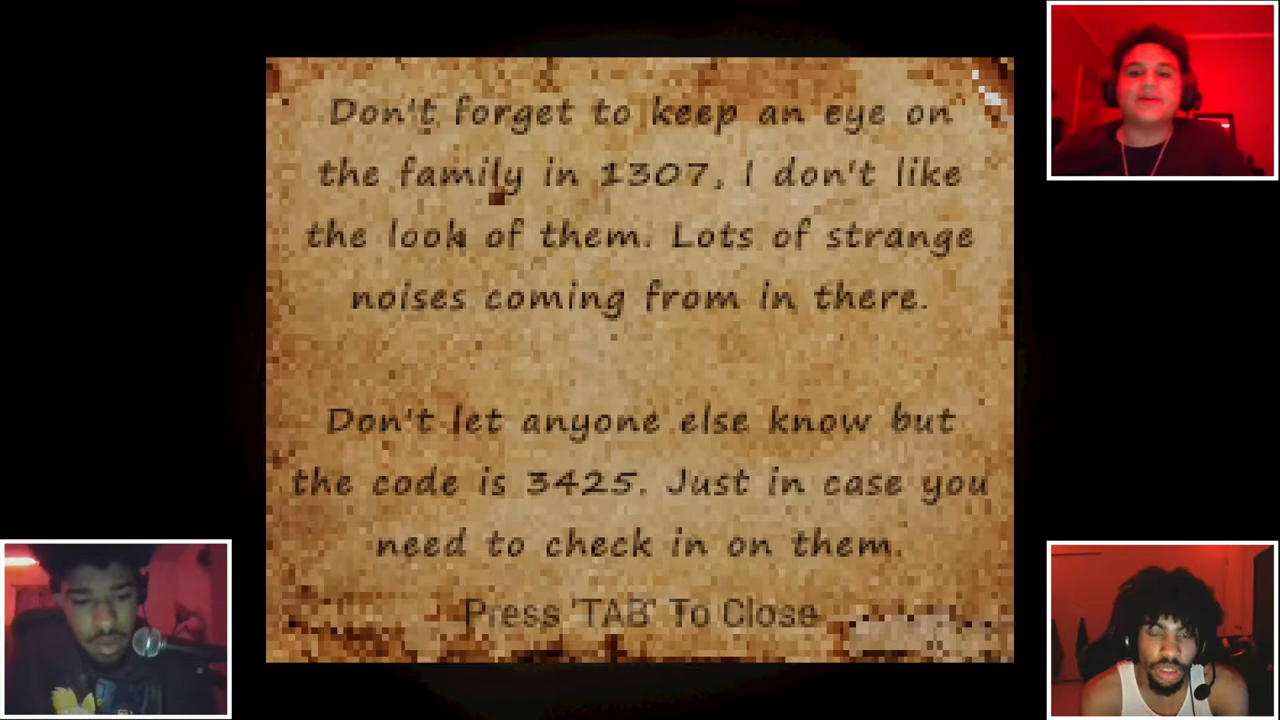 Don't forget to keep an eye on
the family in 1307, I don't like
the look of them. Lots of strange
noises coming from in there.
Don't let anyone else know but
the code is 3425. Just in case you
need to check in on them.
Press 'TAB' To Close